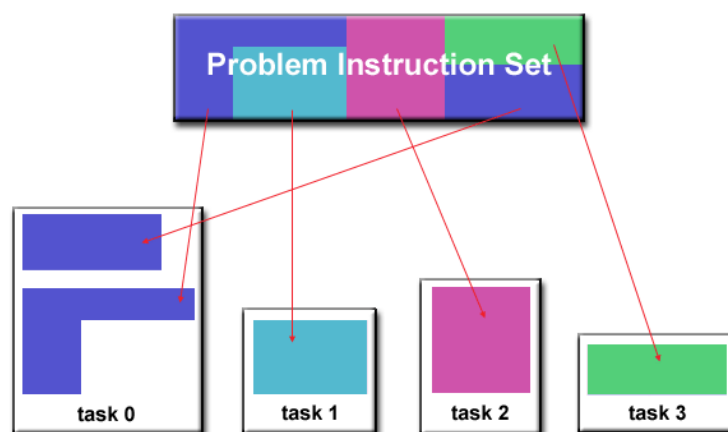 Problem Instruction Set
task 0
task 1
task 2
task 3